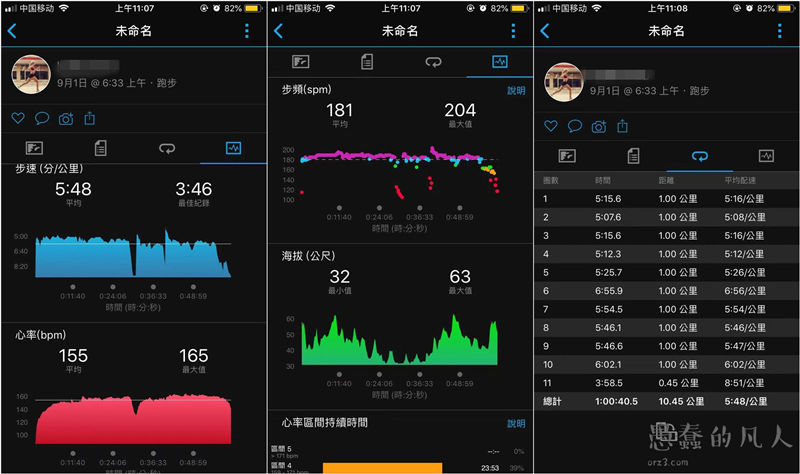 中国移动
上午11:07
82%
未命名
9月1日 @ 6:33 上午 · 跑步
步速 (分/公里)
5:48
3:46
平均
最佳紀錄
5:00
6:40
8:20
0:11:40
0:24:06
0:36:33
0:48:59
時間 (時:分:秒)
心率(bpm)
155
165
平均
最大值
160
140
120
100
0:11:40
0:24:06
0:36:33
0:48:59
時間 (時:分:秒)
中国移动
上午11:07
82%
未命名
步頻(spm)
說明
181
204
平均
最大值
200
180
160
140
120
100
0:11:40
0:24:06
0:36:33
0:48:59
時間 (時:分:秒)
海拔 (公尺)
32
63
最小值
最大值
60
50
40
30
0:11:40
0:24:06
0:36:33
0:48:59
時間 (時:分:秒)
心率區間持續時間
說明
區間 5
> 171 bpm
--:--
0%
區間 4
159 - 171 bpm
23:53
39%
中国移动
上午11:08
82%
未命名
9月1日 @ 6:33 上午 · 跑步
圈數 時間 距離 平均配速
1 5:15.6 1.00 公里 5:16/公里
2 5:07.6 1.00 公里 5:08/公里
3 5:15.6 1.00 公里 5:16/公里
4 5:12.3 1.00 公里 5:12/公里
5 5:25.7 1.00 公里 5:26/公里
6 6:55.9 1.00 公里 6:56/公里
7 5:54.5 1.00 公里 5:54/公里
8 5:46.1 1.00 公里 5:46/公里
9 5:46.6 1.00 公里 5:47/公里
10 6:02.1 1.00 公里 6:02/公里
11 3:58.5 0.45 公里 8:51/公里
總計 1:00:40.5 10.45 公里 5:48/公里
愚蠢的凡人
orz3.com